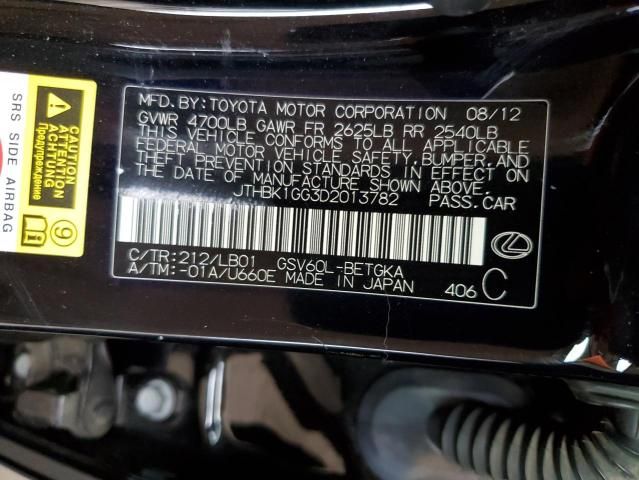 MFD.BY:TOYOTA MOTOR CORPORATION 08/12
GVWR 4700LB GAWR FR 2625LB RR 2540LB
THIS VEHICLE CONFORMS TO ALL APPLICABLE
FEDERAL MOTOR VEHICLE SAFETY,BUMPER,AND
THEFT PREVENTION STANDARDS IN EFFECT ON
THE DATE OF MANUFACTURE SHOWN ABOVE.
JTHBK1GG3D2013782 PASS.CAR
C/TR:212/LB01 GSV60L-BETGKA
A/TM:-01A/U660E MADE IN JAPAN 406 C
SRS SIDE AIRBAG
CAUTION
ATTENTION
ACHTUNG
Предупреждение
9